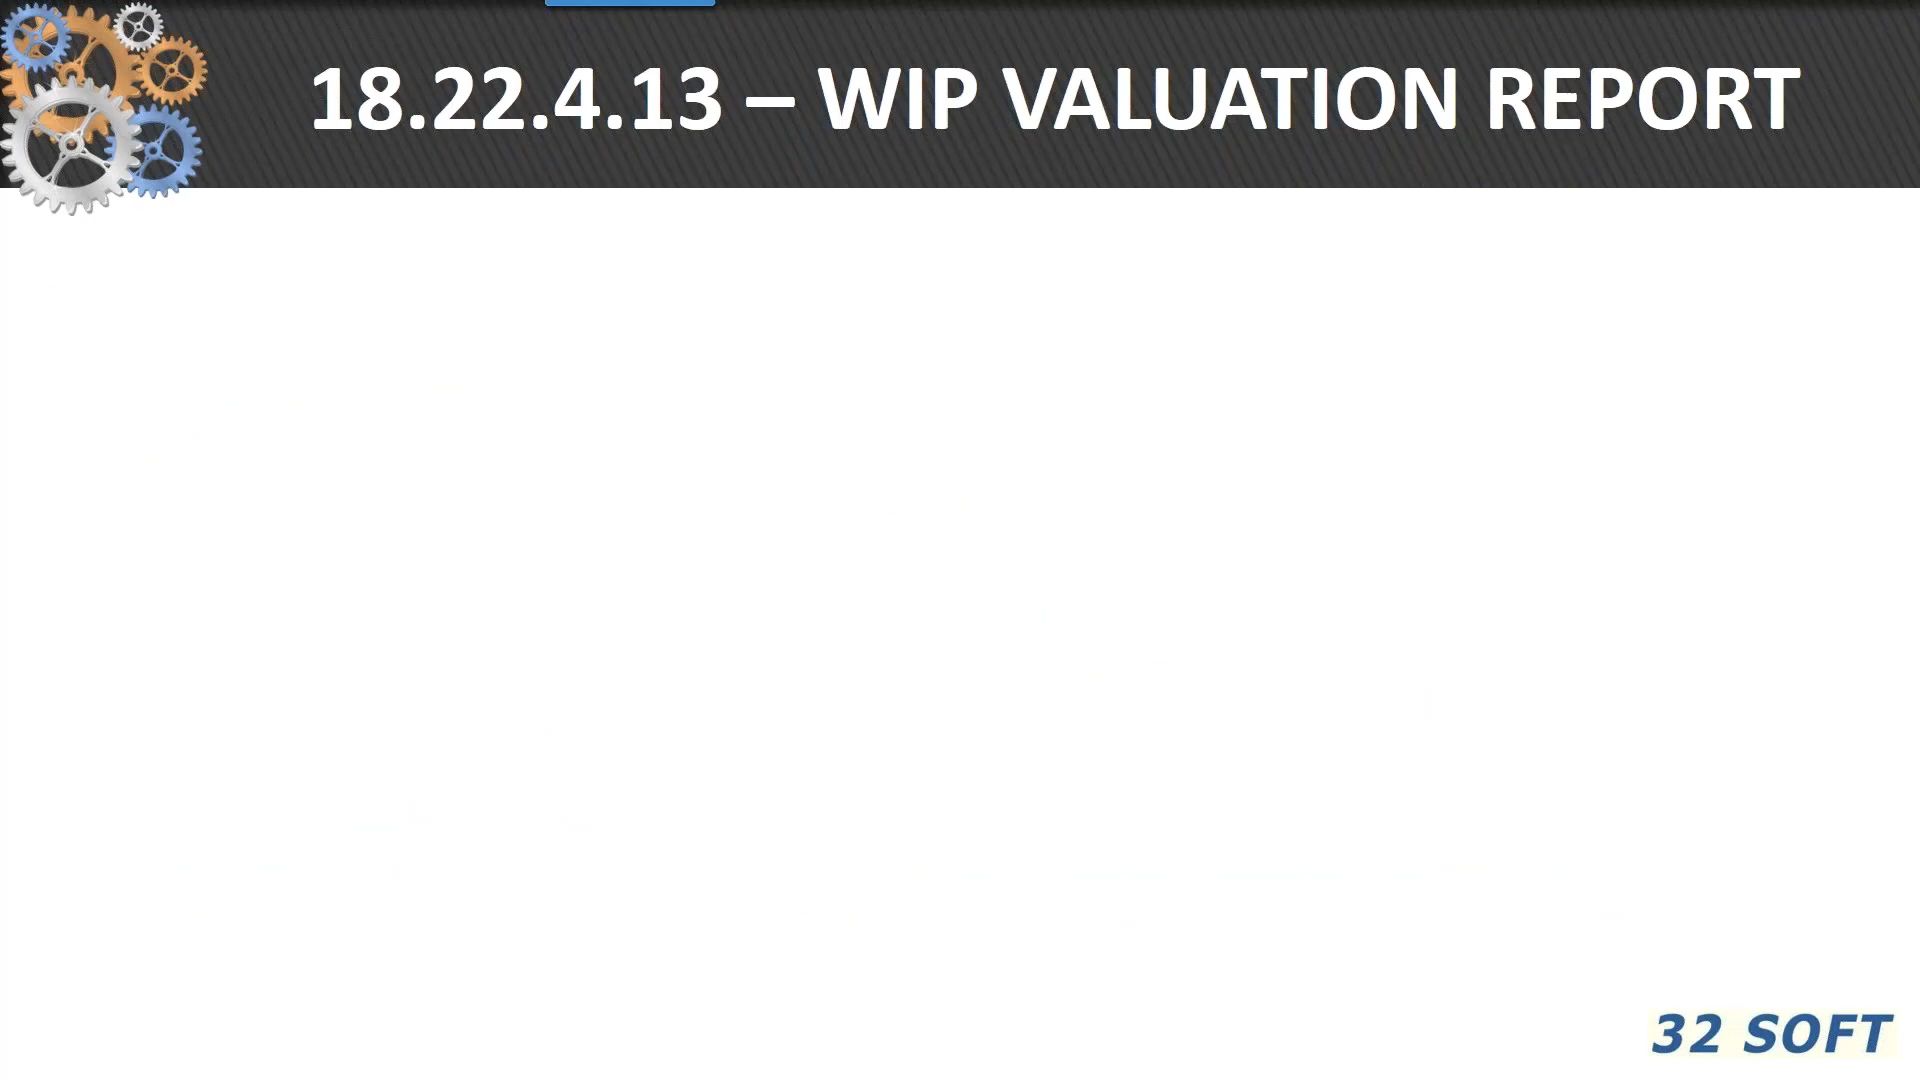 18.22.4.13 – WIP VALUATION REPORT
32 SOFT